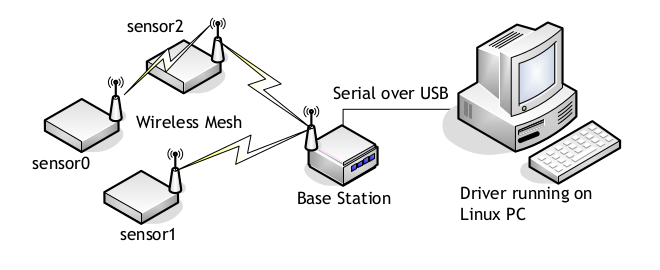 sensor2
Serial over USB
Wireless Mesh
sensor0
Base Station
Driver running on
Linux PC
sensor1